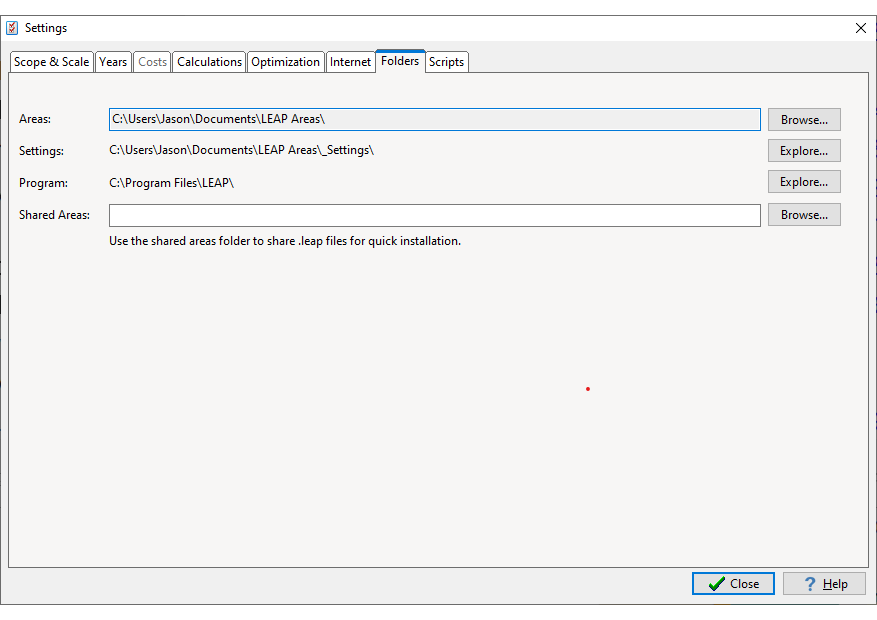 Settings
Scope & Scale Years Costs Calculations Optimization Internet Folders Scripts
Areas: C:\Users\Jason\Documents\LEAP Areas\ Browse...
Settings: C:\Users\Jason\Documents\LEAP Areas\_Settings\ Explore...
Program: C:\Program Files\LEAP\ Explore...
Shared Areas: Browse...
Use the shared areas folder to share .leap files for quick installation.
Close ? Help